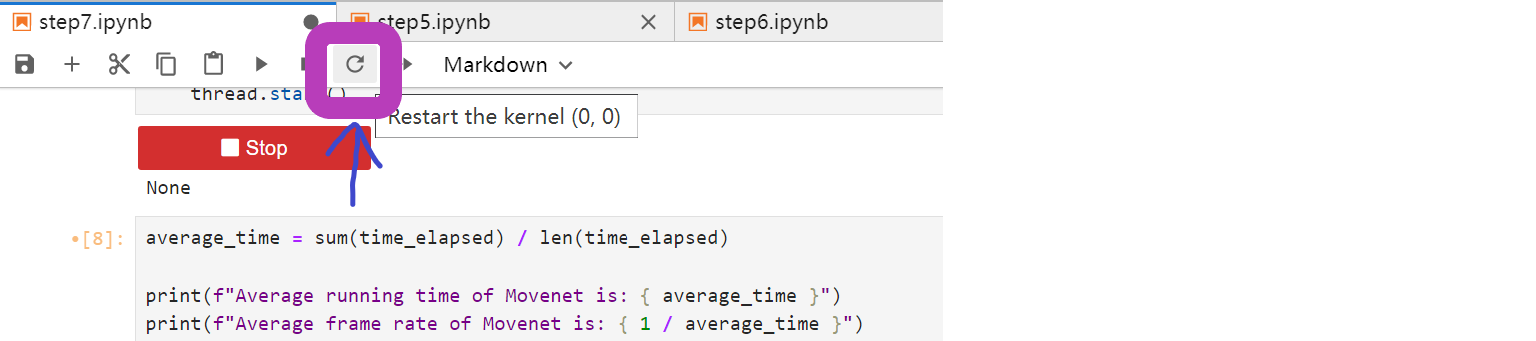 step7.ipynb step5.ipynb step6.ipynb
Markdown
thread.sta ()
Restart the kernel (0, 0)
Stop
None
[8]: average_time = sum(time_elapsed) / len(time_elapsed)
print(f"Average running time of Movenet is: { average_time }")
print(f"Average frame rate of Movenet is: { 1 / average_time }")